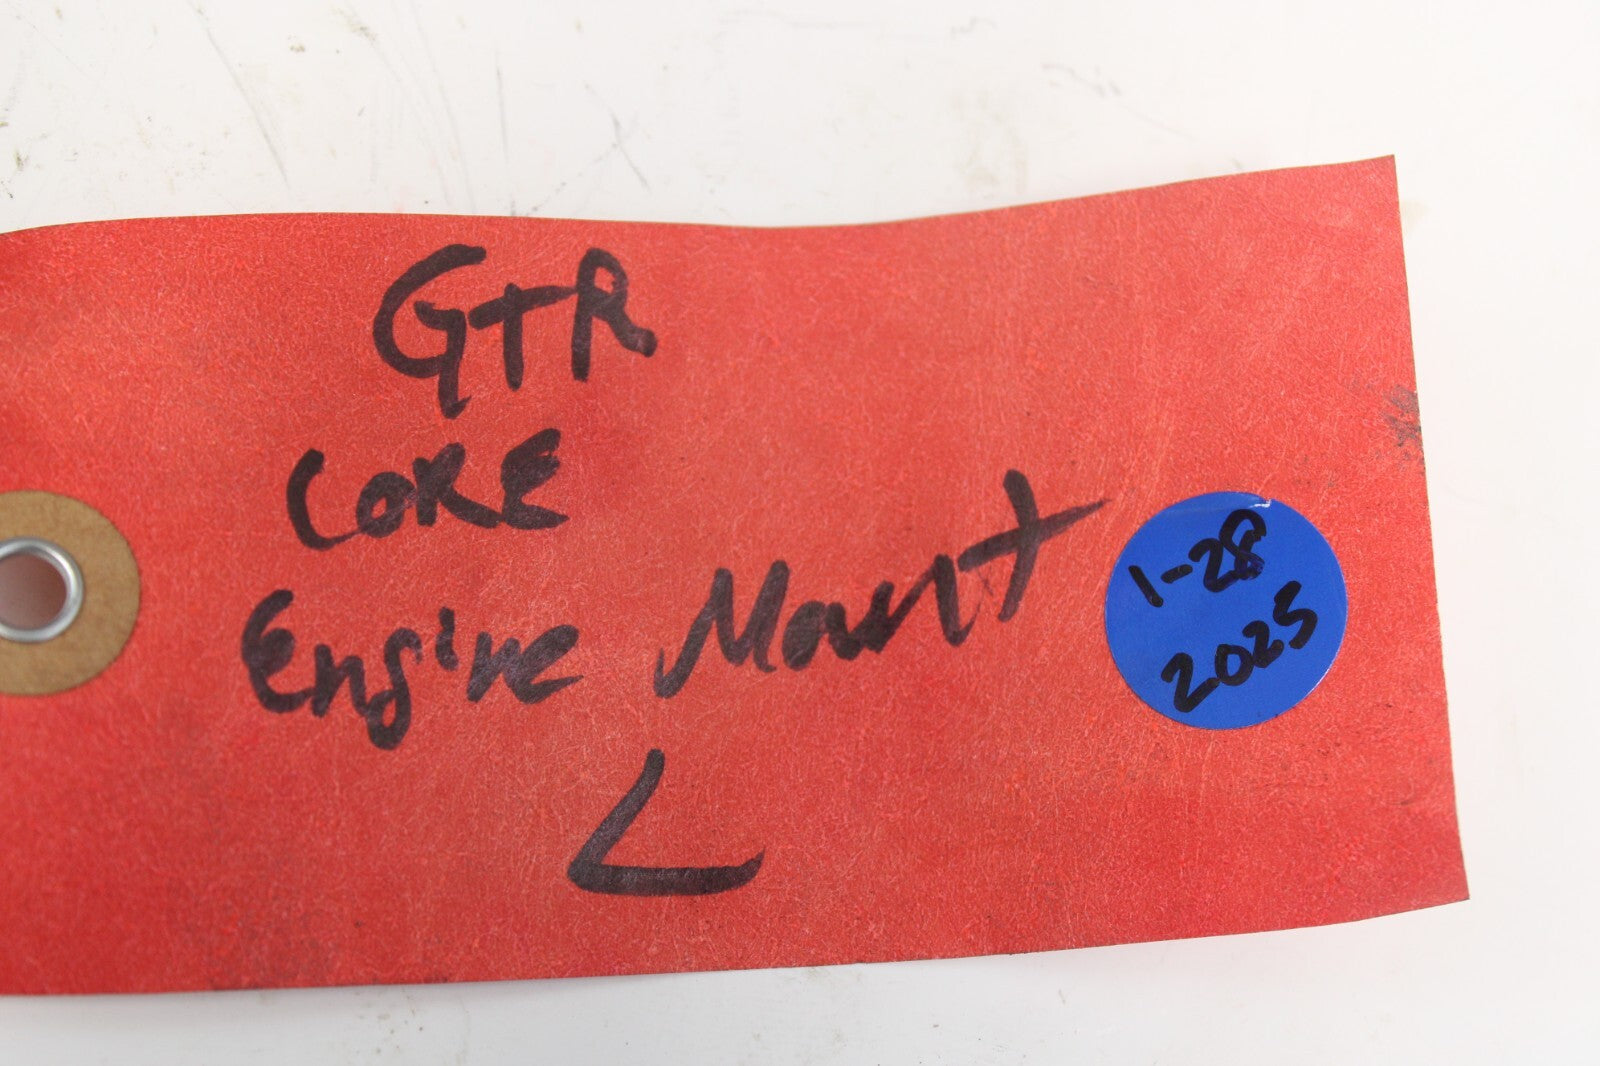 GTR
CORE
Engine Mount
L
1-28
2025